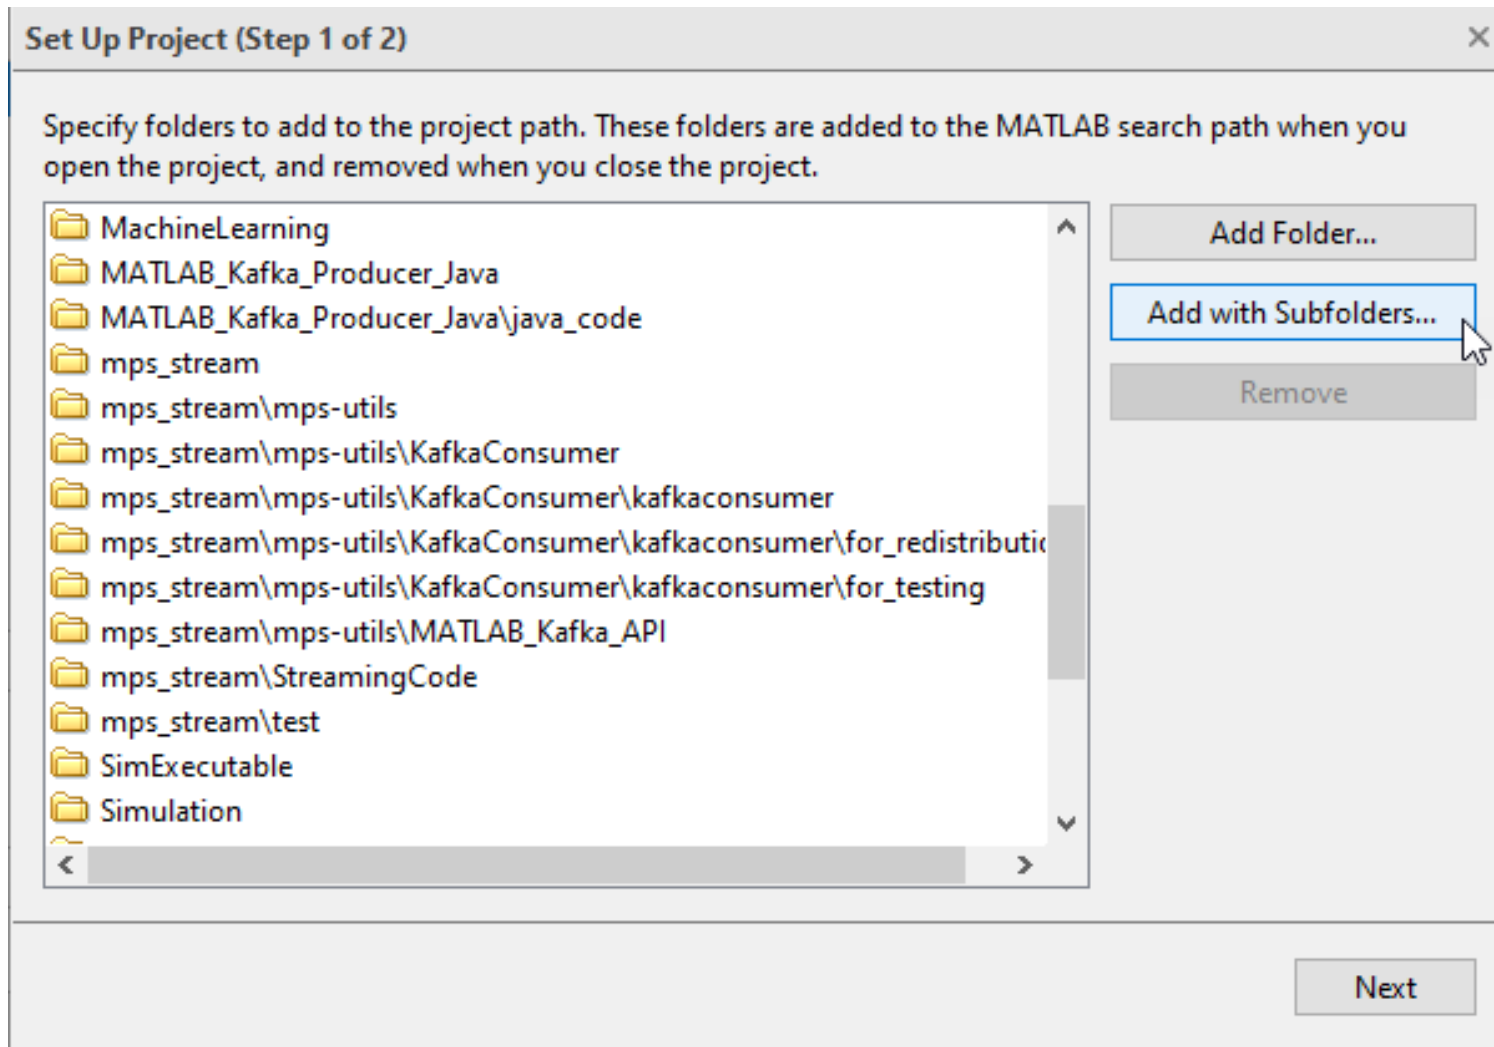 Set Up Project (Step 1 of 2)
Specify folders to add to the project path. These folders are added to the MATLAB search path when you
open the project, and removed when you close the project.
MachineLearning
MATLAB_Kafka_Producer_Java
MATLAB_Kafka_Producer_Java\java_code
mps_stream
mps_stream\mps-utils
mps_stream\mps-utils\KafkaConsumer
mps_stream\mps-utils\KafkaConsumer\kafkaconsumer
mps_stream\mps-utils\KafkaConsumer\kafkaconsumer\for_redistributic
mps_stream\mps-utils\KafkaConsumer\kafkaconsumer\for_testing
mps_stream\mps-utils\MATLAB_Kafka_API
mps_stream\StreamingCode
mps_stream\test
SimExecutable
Simulation
Add Folder...
Add with Subfolders...
Remove
Next